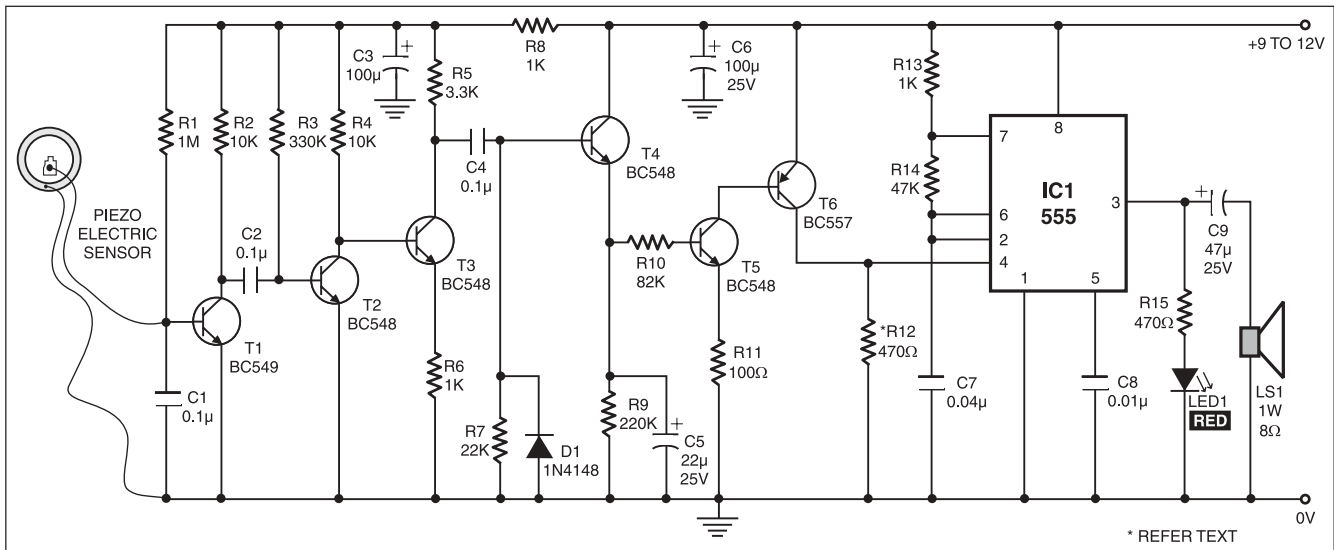 +9 TO 12V
R8
1K
C3
100µ
+
R5
3.3K
C6
100µ
25V
+
R13
1K
R1
1M
R2
10K
R3
330K
R4
10K
C4
0.1µ
T4
BC548
T6
BC557
R14
47K
7
8
6
2
4
IC1
555
3
1
5
+
C9
47µ
25V
PIEZO
ELECTRIC
SENSOR
C2
0.1µ
T3
BC548
R10
82K
T5
BC548
T2
BC548
T1
BC549
C1
0.1µ
R6
1K
R7
22K
D1
1N4148
R9
220K
C5
22µ
25V
+
R11
100Ω
*R12
470Ω
C7
0.04µ
C8
0.01µ
R15
470Ω
LED1
RED
LS1
1W
8Ω
0V
* REFER TEXT